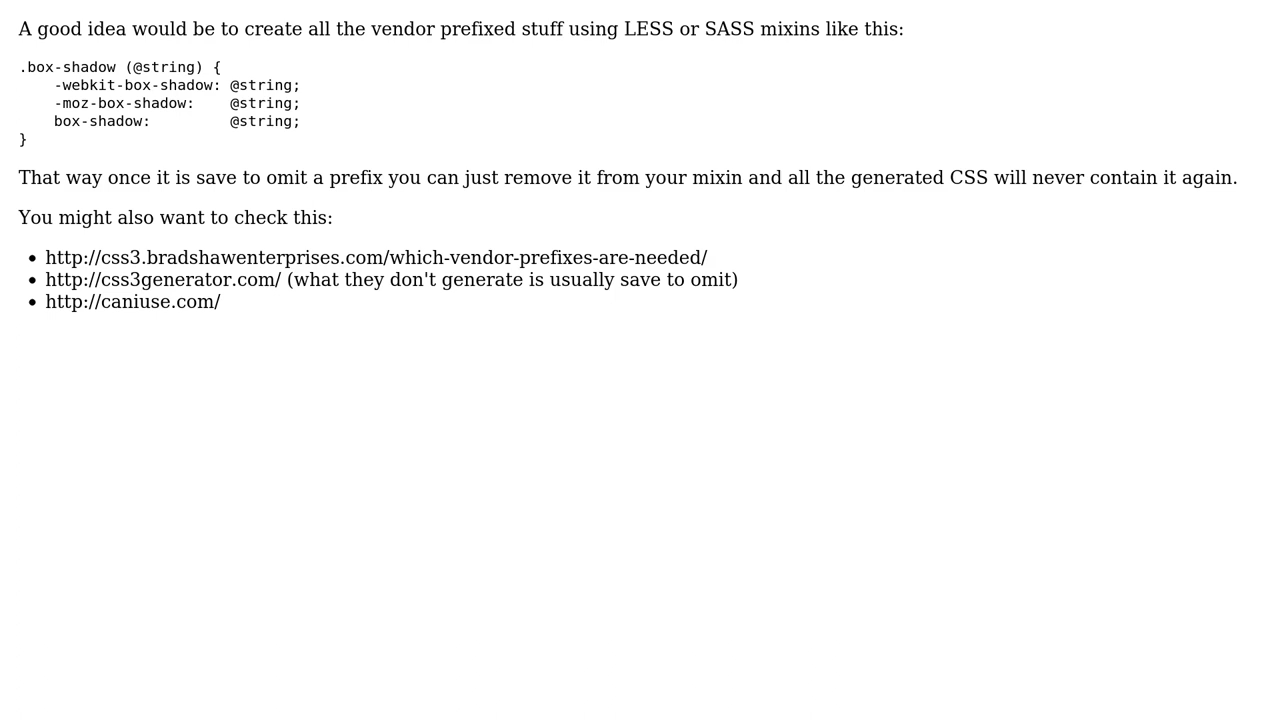 A good idea would be to create all the vendor prefixed stuff using LESS or SASS mixins like this:
.box-shadow (@string) {
    -webkit-box-shadow: @string;
    -moz-box-shadow:    @string;
    box-shadow:         @string;
}
That way once it is save to omit a prefix you can just remove it from your mixin and all the generated CSS will never contain it again.
You might also want to check this:
• http://css3.bradshawenterprises.com/which-vendor-prefixes-are-needed/
• http://css3generator.com/ (what they don't generate is usually save to omit)
• http://caniuse.com/